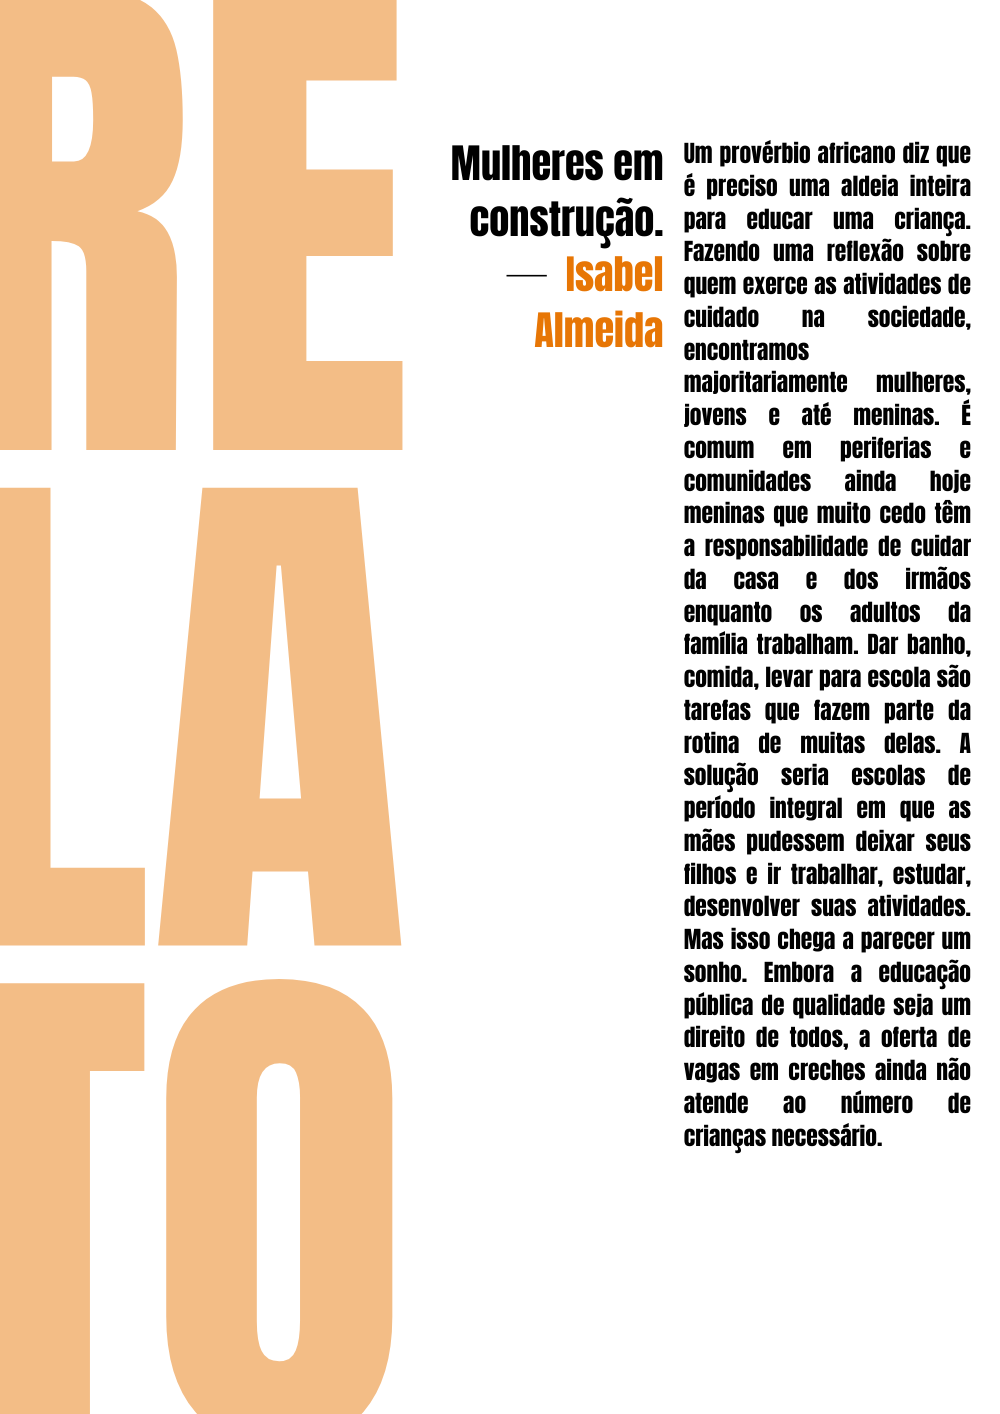 RE
LA
TO
Mulheres em
construção.
— Isabel
Almeida
Um provérbio africano diz que
é preciso uma aldeia inteira
para educar uma criança.
Fazendo uma reflexão sobre
quem exerce as atividades de
cuidado na sociedade,
encontramos
majoritariamente mulheres,
jovens e até meninas. É
comum em periferias e
comunidades ainda hoje
meninas que muito cedo têm
a responsabilidade de cuidar
da casa e dos irmãos
enquanto os adultos da
família trabalham. Dar banho,
comida, levar para escola são
tarefas que fazem parte da
rotina de muitas delas. A
solução seria escolas de
período integral em que as
mães pudessem deixar seus
filhos e ir trabalhar, estudar,
desenvolver suas atividades.
Mas isso chega a parecer um
sonho. Embora a educação
pública de qualidade seja um
direito de todos, a oferta de
vagas em creches ainda não
atende ao número de
crianças necessário.